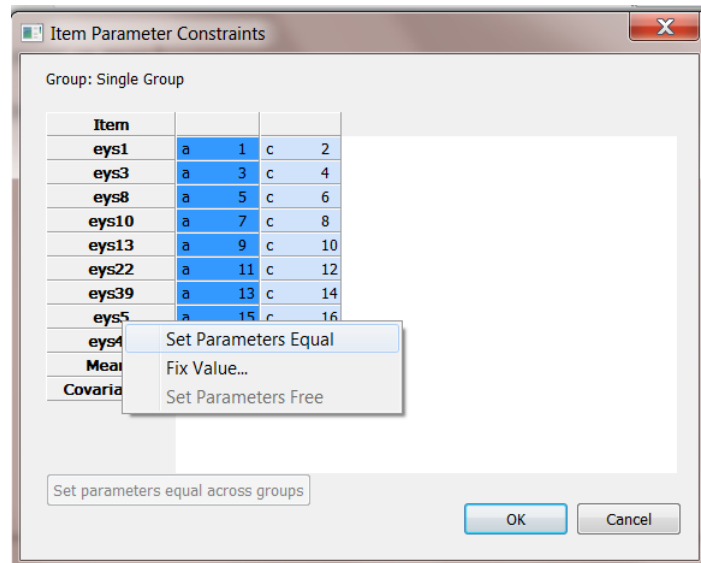 Item Parameter Constraints
X
Group: Single Group
Item
eys1 a 1 c 2
eys3 a 3 c 4
eys8 a 5 c 6
eys10 a 7 c 8
eys13 a 9 c 10
eys22 a 11 c 12
eys39 a 13 c 14
eys5 a 15 c 16
Set Parameters Equal
Fix Value...
Set Parameters Free
Set parameters equal across groups
OK Cancel